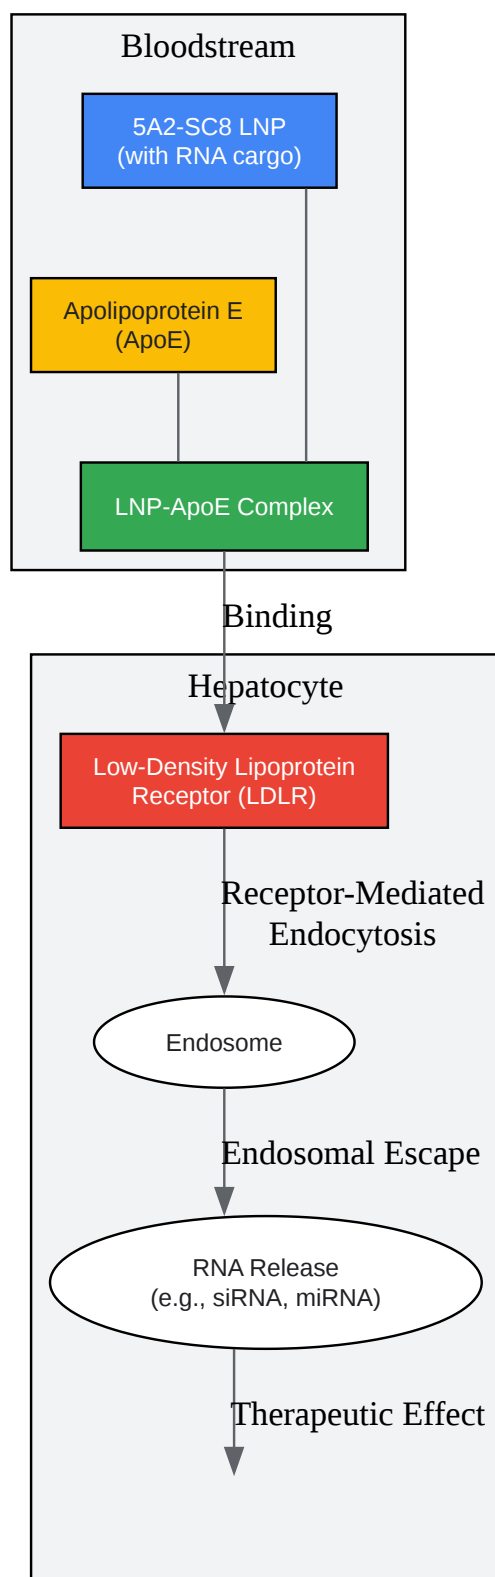 Bloodstream
5A2-SC8 LNP
(with RNA cargo)
Apolipoprotein E
(ApoE)
LNP-ApoE Complex
Binding
Hepatocyte
Low-Density Lipoprotein
Receptor (LDLR)
Receptor-Mediated
Endocytosis
Endosome
Endosomal Escape
RNA Release
(e.g., siRNA, miRNA)
Therapeutic Effect